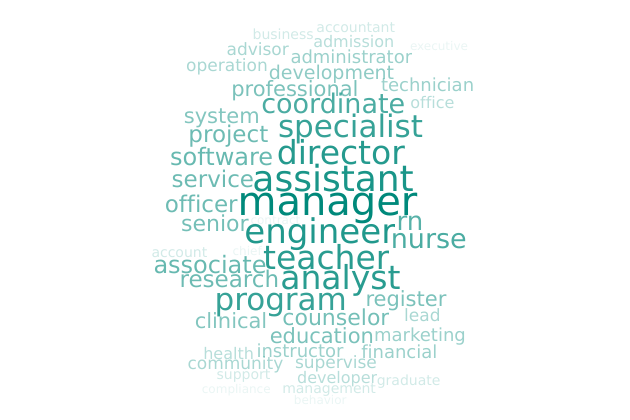 accountant
business
admission
executive
advisor
administrator
operation
development
professional
technician
coordinate
office
system
specialist
project
director
software
service
assistant
manager
officer
senior
rn
engineer
nurse
account
teacher
associate
research
analyst
program
register
clinical
counselor
lead
education
marketing
health
instructor
financial
community
supervise
support
developer
graduate
compliance
management
behavior